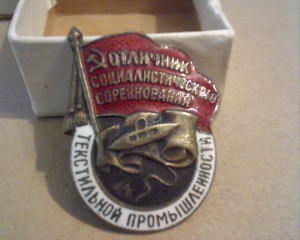 ОТЛИЧНИК
СОЦИАЛИСТИЧЕСКОГО
СОРЕВНОВАНИЯ
ТЕКСТИЛЬНОЙ ПРОМЫШЛЕННОСТИ